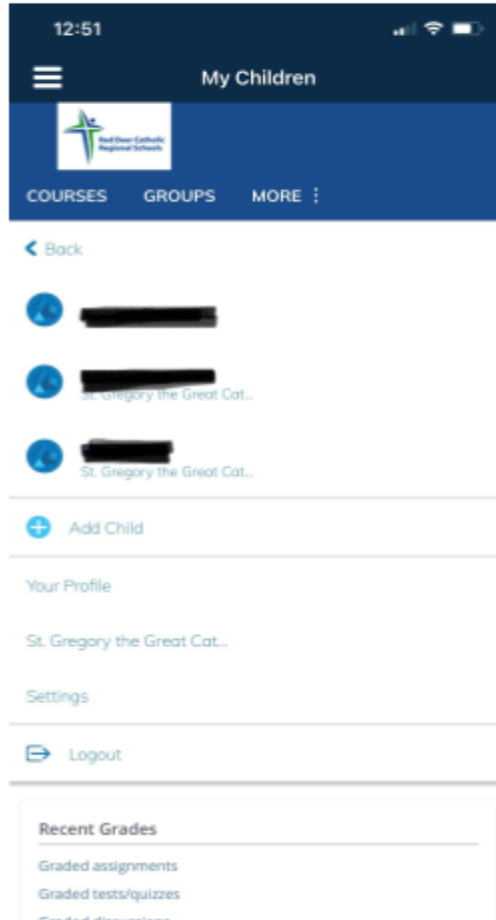 12:51
My Children
Red Deer Catholic
Regional Schools
COURSES GROUPS MORE
Back
St. Gregory the Great Cat...
St. Gregory the Great Cat...
Add Child
Your Profile
St. Gregory the Great Cat...
Settings
Logout
Recent Grades
Graded assignments
Graded tests/quizzes
Graded discussions